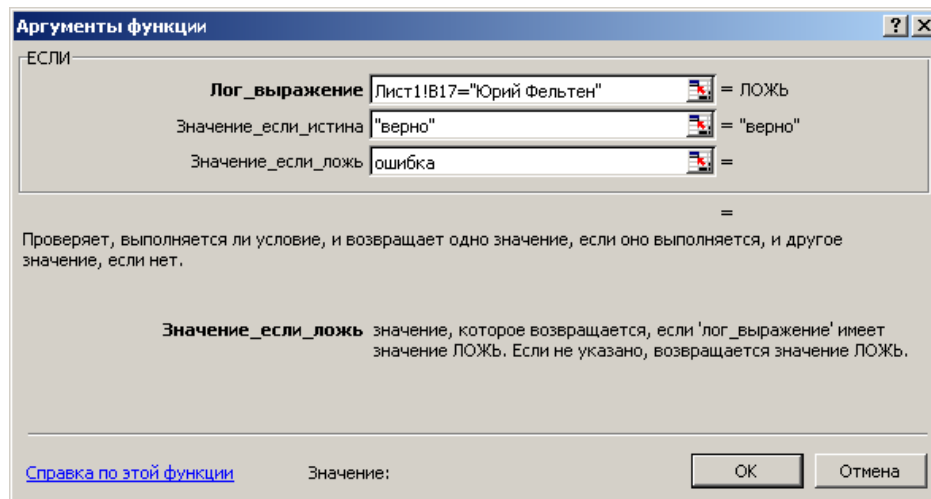 Аргументы функции
ЕСЛИ
Лог_выражение Лист1!B17="Юрий Фельтен" = ЛОЖЬ
Значение_если_истина "верно" = "верно"
Значение_если_ложь ошибка =
=
Проверяет, выполняется ли условие, и возвращает одно значение, если оно выполняется, и другое
значение, если нет.
Значение_если_ложь значение, которое возвращается, если 'лог_выражение' имеет
значение ЛОЖЬ. Если не указано, возвращается значение ЛОЖЬ.
Справка по этой функции Значение: OK Отмена